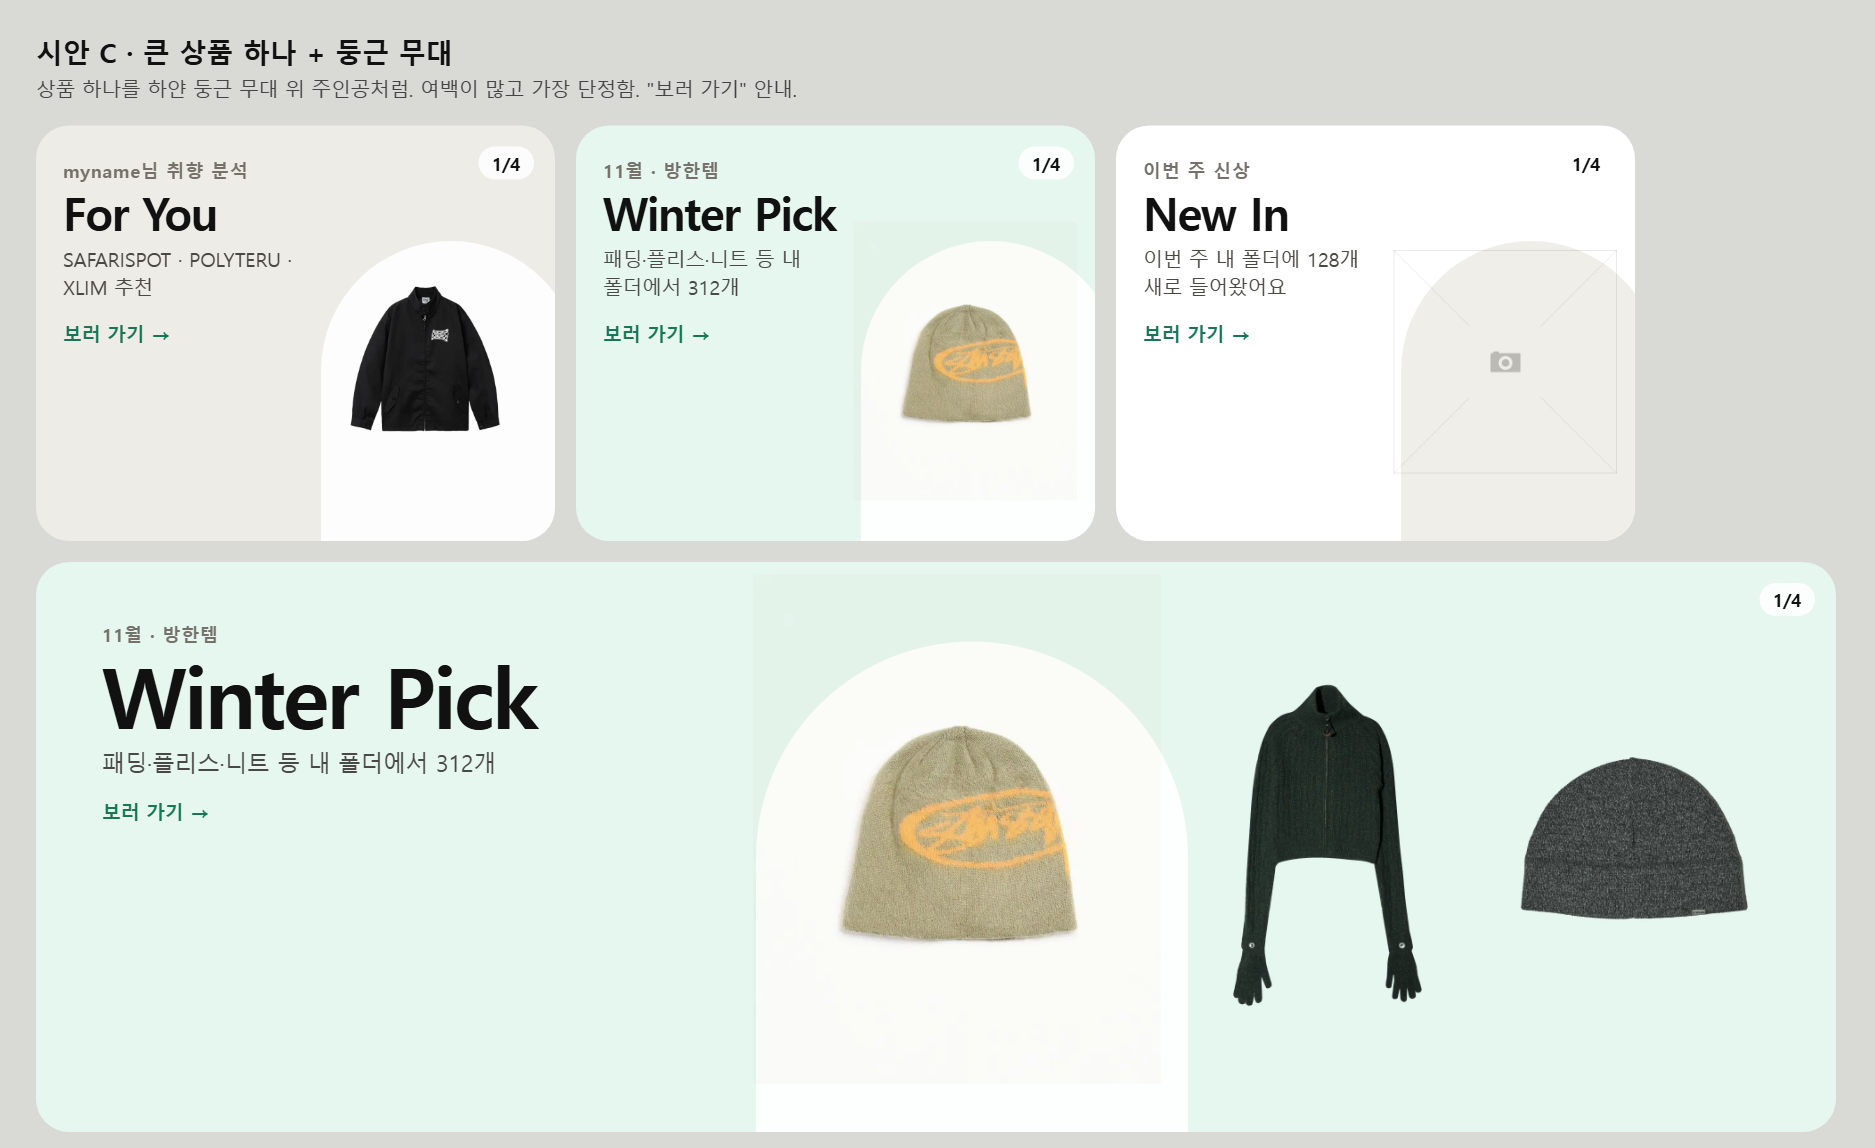 시안 C · 큰 상품 하나 + 둥근 무대
상품 하나를 하얀 둥근 무대 위 주인공처럼. 여백이 많고 가장 단정함. "보러 가기" 안내.
myname님 취향 분석
1/4
For You
SAFARISPOT · POLYTERU ·
XLIM 추천
보러 가기 →
11월 · 방한템
1/4
Winter Pick
패딩·플리스·니트 등 내
폴더에서 312개
보러 가기 →
이번 주 신상
1/4
New In
이번 주 내 폴더에 128개
새로 들어왔어요
보러 가기 →
11월 · 방한템
1/4
Winter Pick
패딩·플리스·니트 등 내 폴더에서 312개
보러 가기 →